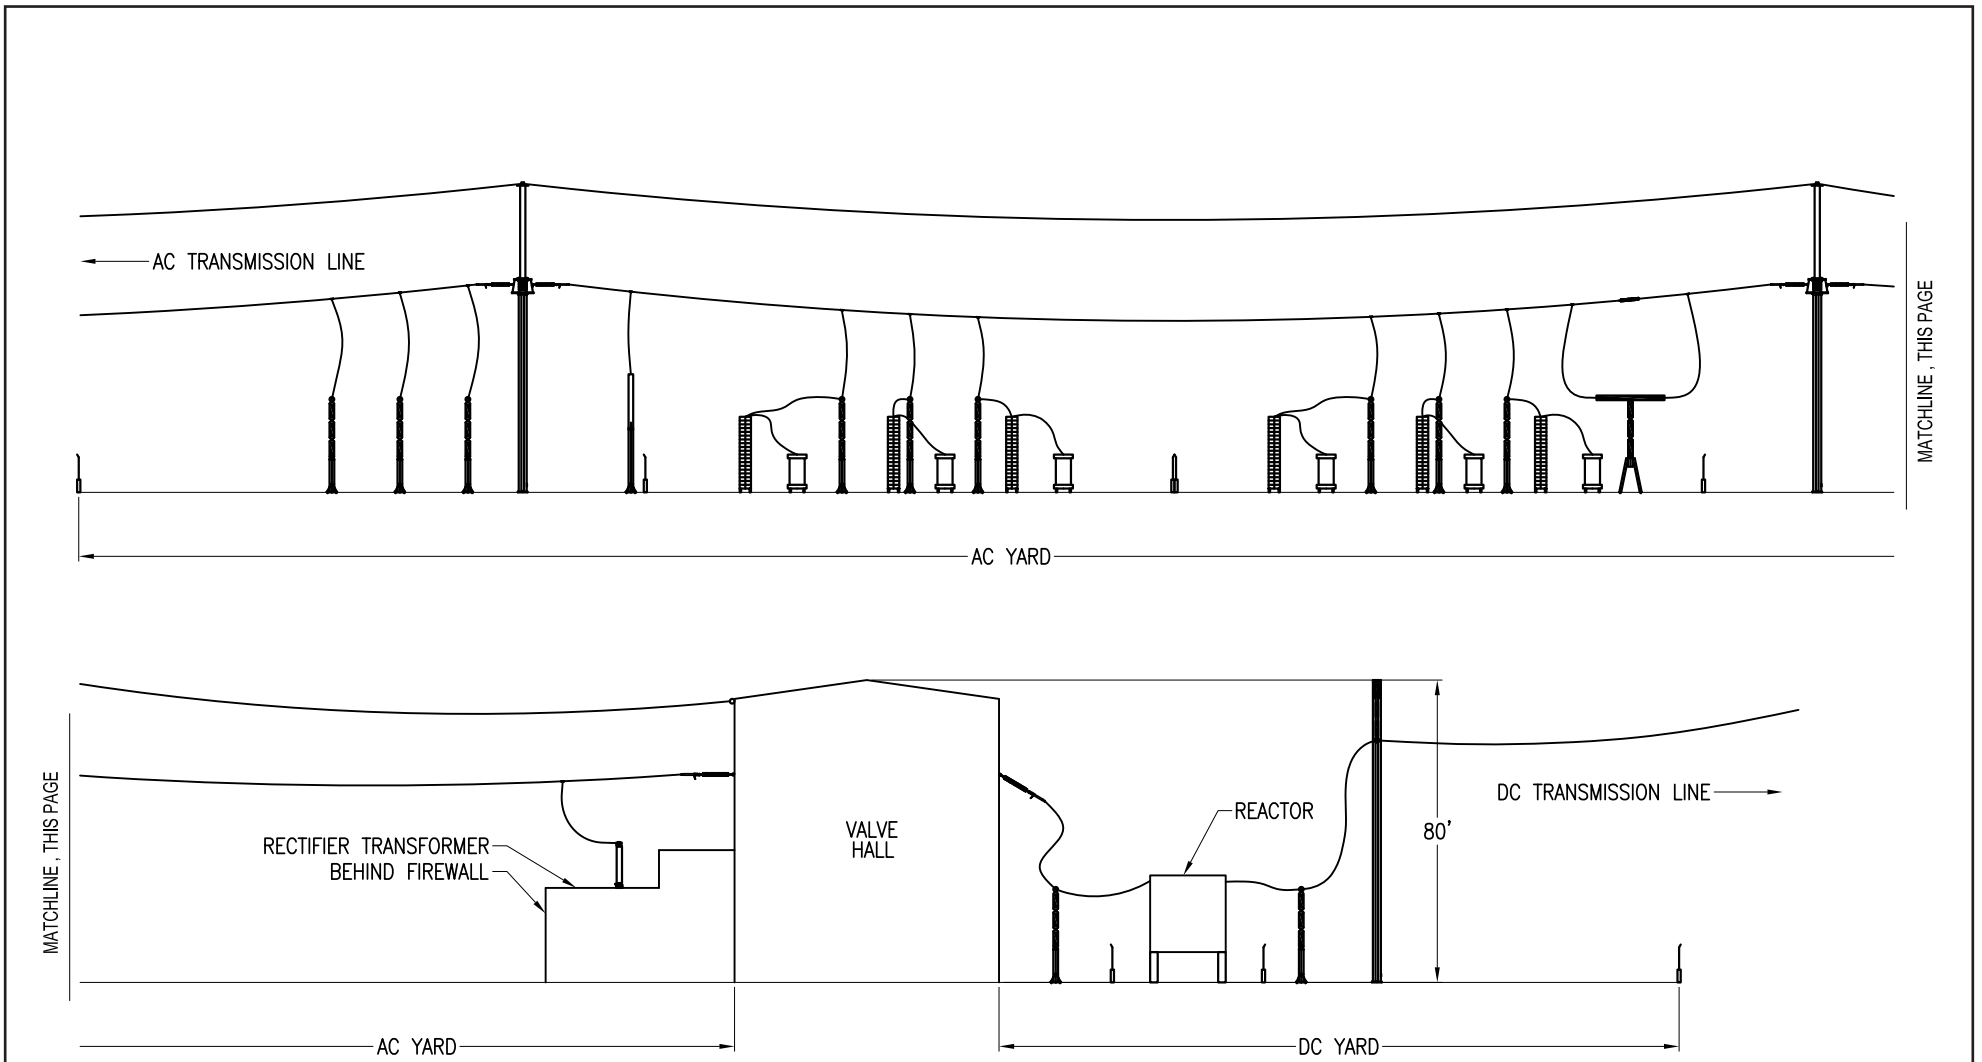 AC TRANSMISSION LINE
MATCHLINE, THIS PAGE
AC YARD
MATCHLINE, THIS PAGE
RECTIFIER TRANSFORMER
BEHIND FIREWALL
VALVE
HALL
REACTOR
80'
DC TRANSMISSION LINE
AC YARD
DC YARD